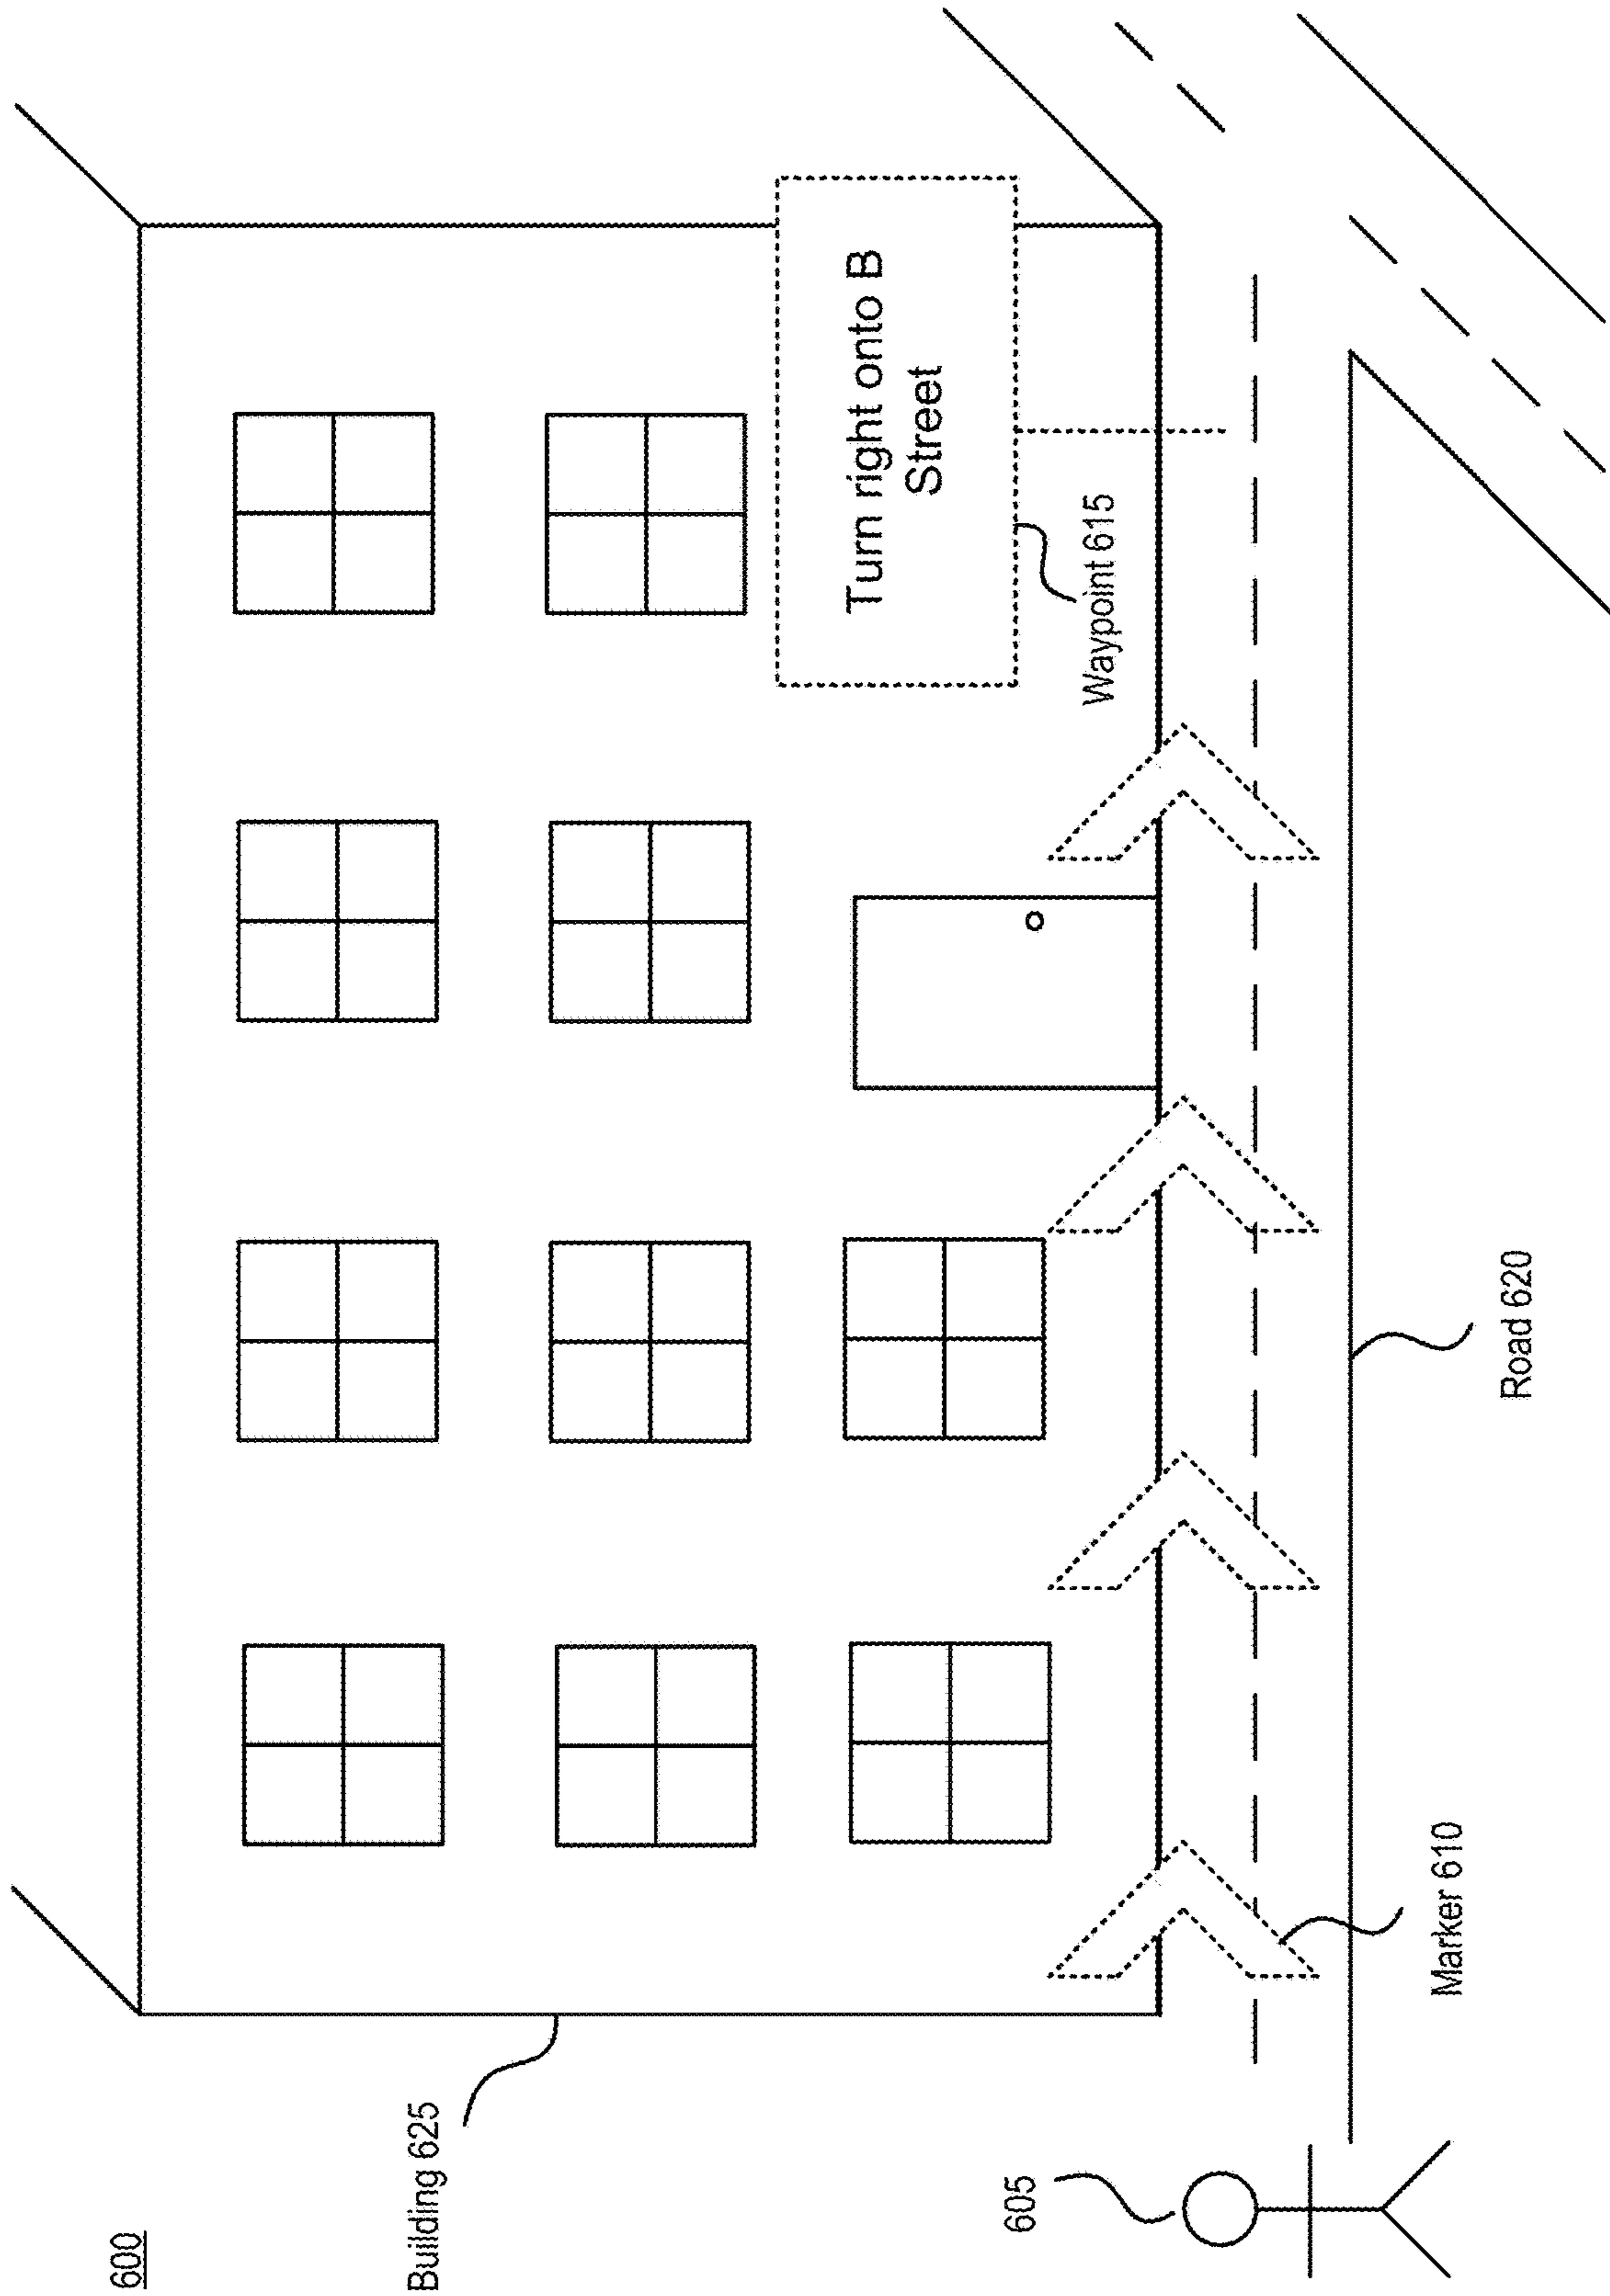 600
Building 625
Turn right onto B
Street
Waypoint 615
605
Marker 610
Road 620